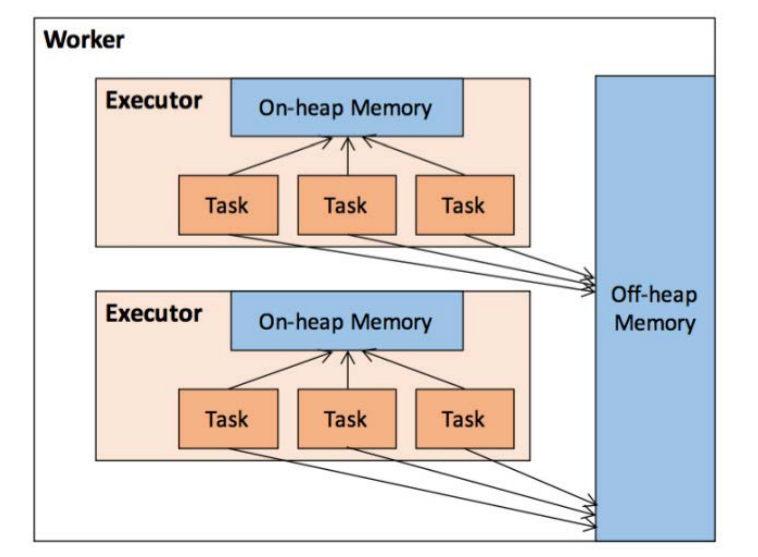 Worker
Executor
On-heap Memory
Task
Task
Task
Executor
On-heap Memory
Task
Task
Task
Off-heap
Memory